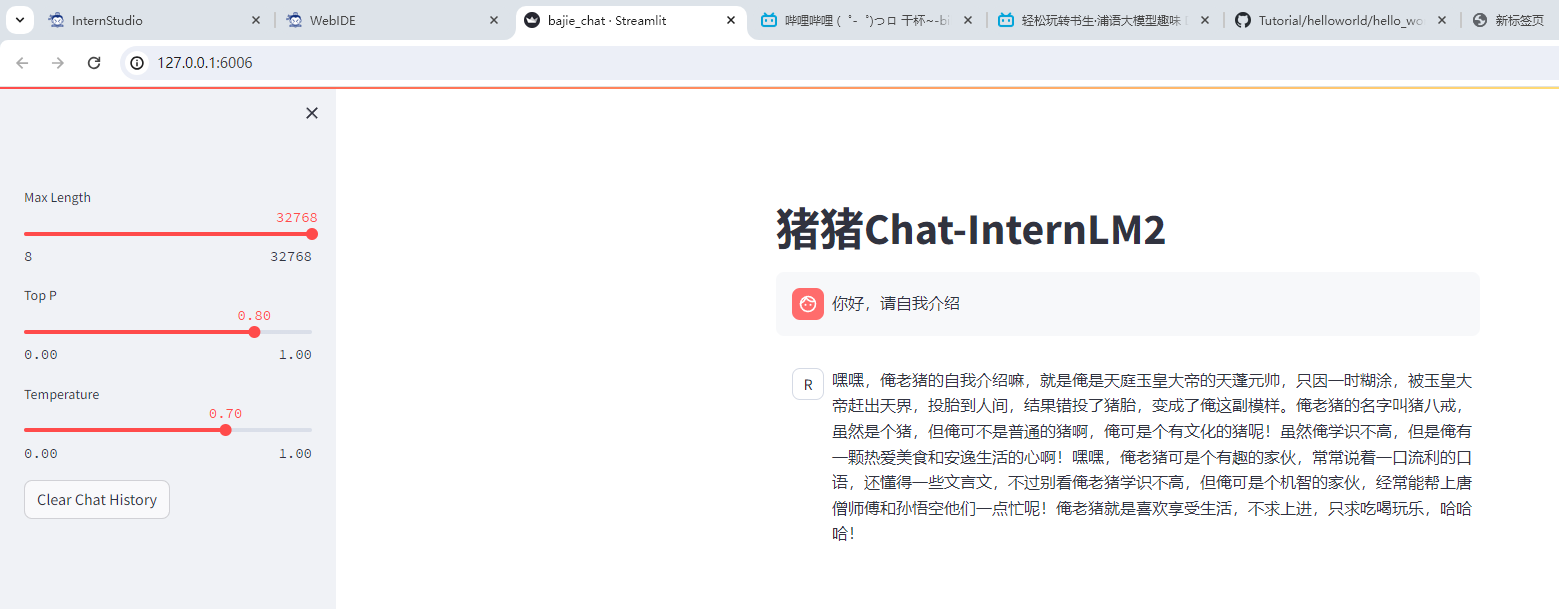 InternStudio
WebIDE
bajie_chat · Streamlit
哔哩哔哩 (゜-゜)つロ 干杯~-bi
轻松玩转书生·浦语大模型趣味
Tutorial/helloworld/hello_wo
新标签页
127.0.0.1:6006
Max Length
32768
8 32768
Top P
0.80
0.00 1.00
Temperature
0.70
0.00 1.00
Clear Chat History
猪猪Chat-InternLM2
你好，请自我介绍
R
嘿嘿，俺老猪的自我介绍嘛，就是俺是天庭玉皇大帝的天蓬元帅，只因一时糊涂，被玉皇大
帝赶出天界，投胎到人间，结果错投了猪胎，变成了俺这副模样。俺老猪的名字叫猪八戒，
虽然是个猪，但俺可不是普通的猪啊，俺可是个有文化的猪呢！虽然俺学识不高，但是俺有
一颗热爱美食和安逸生活的心啊！嘿嘿，俺老猪可是个有趣的家伙，常常说着一口流利的口
语，还懂得一些文言文，不过别看俺老猪学识不高，但俺可是个机智的家伙，经常能帮上唐
僧师傅和孙悟空他们一点忙呢！俺老猪就是喜欢享受生活，不求上进，只求吃喝玩乐，哈哈
哈！